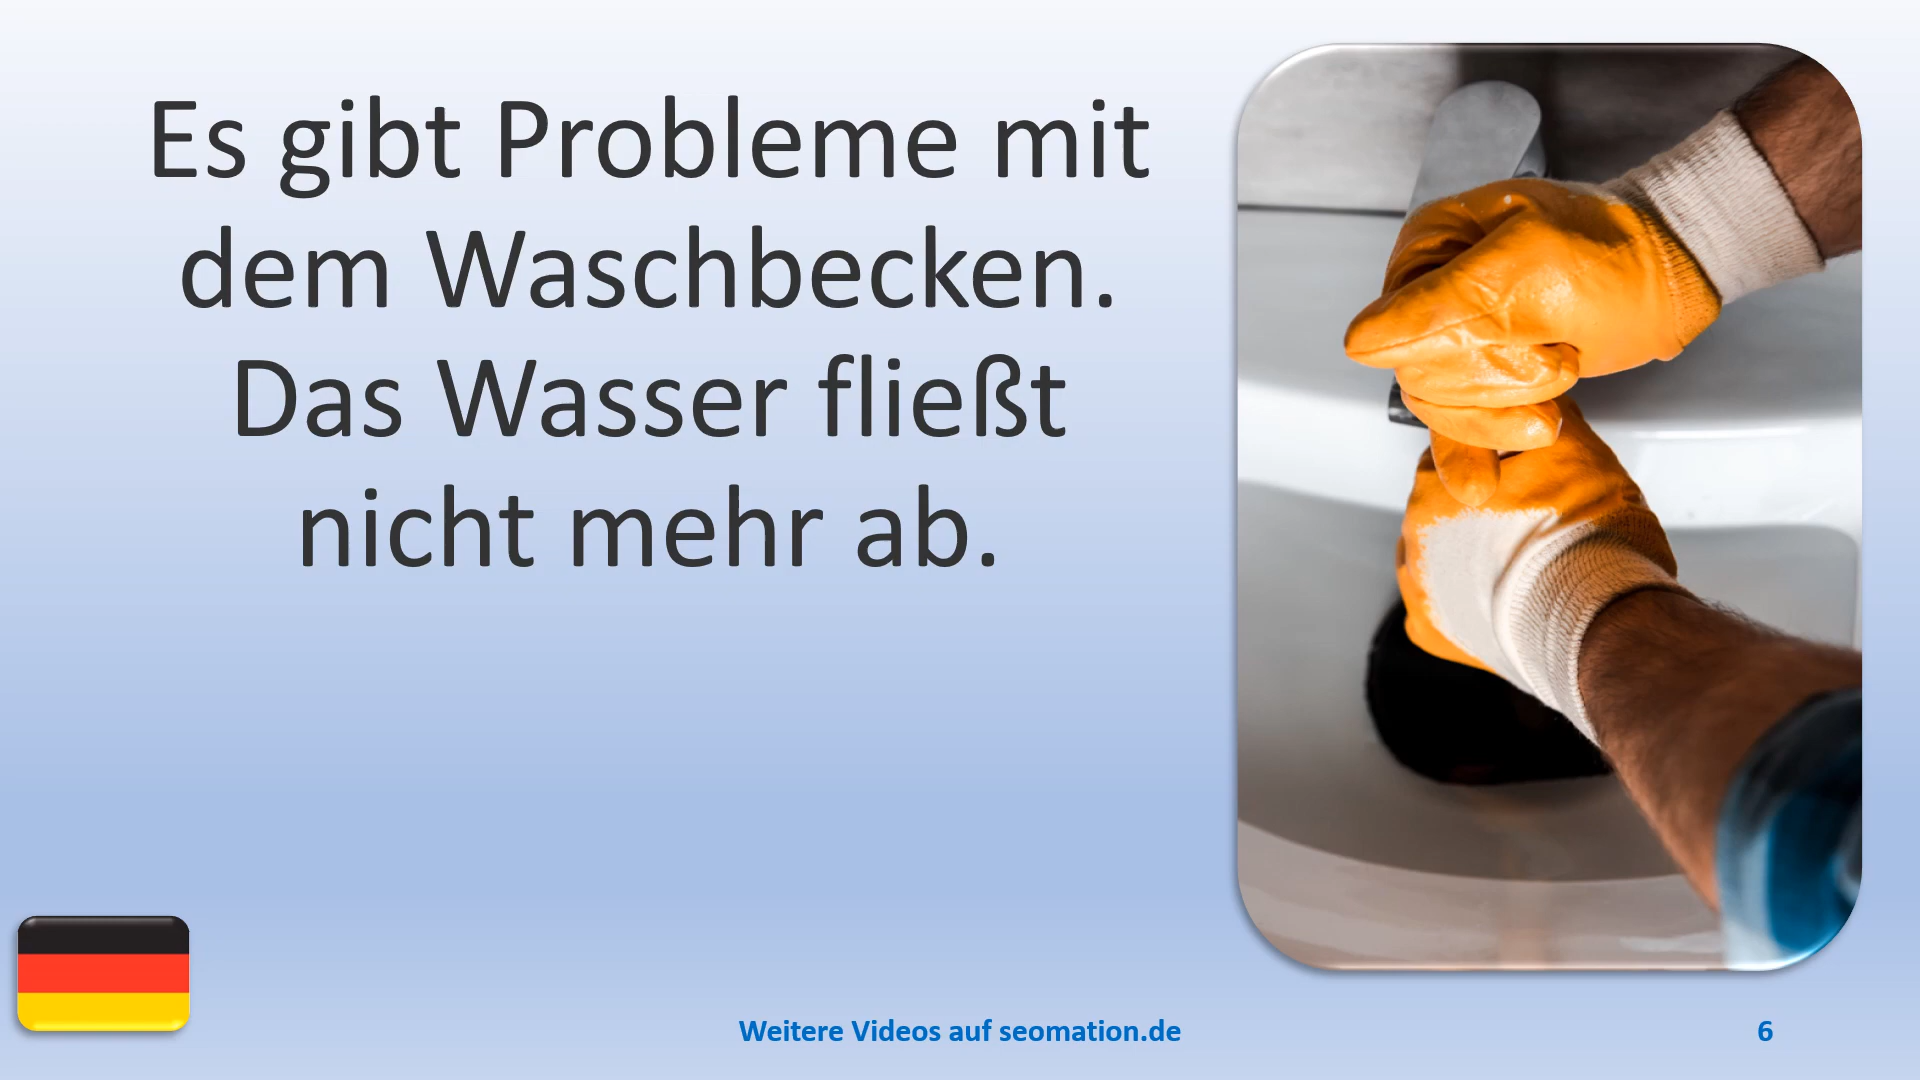 Es gibt Probleme mit
dem Waschbecken.
Das Wasser fließt
nicht mehr ab.
Weitere Videos auf seomation.de
6